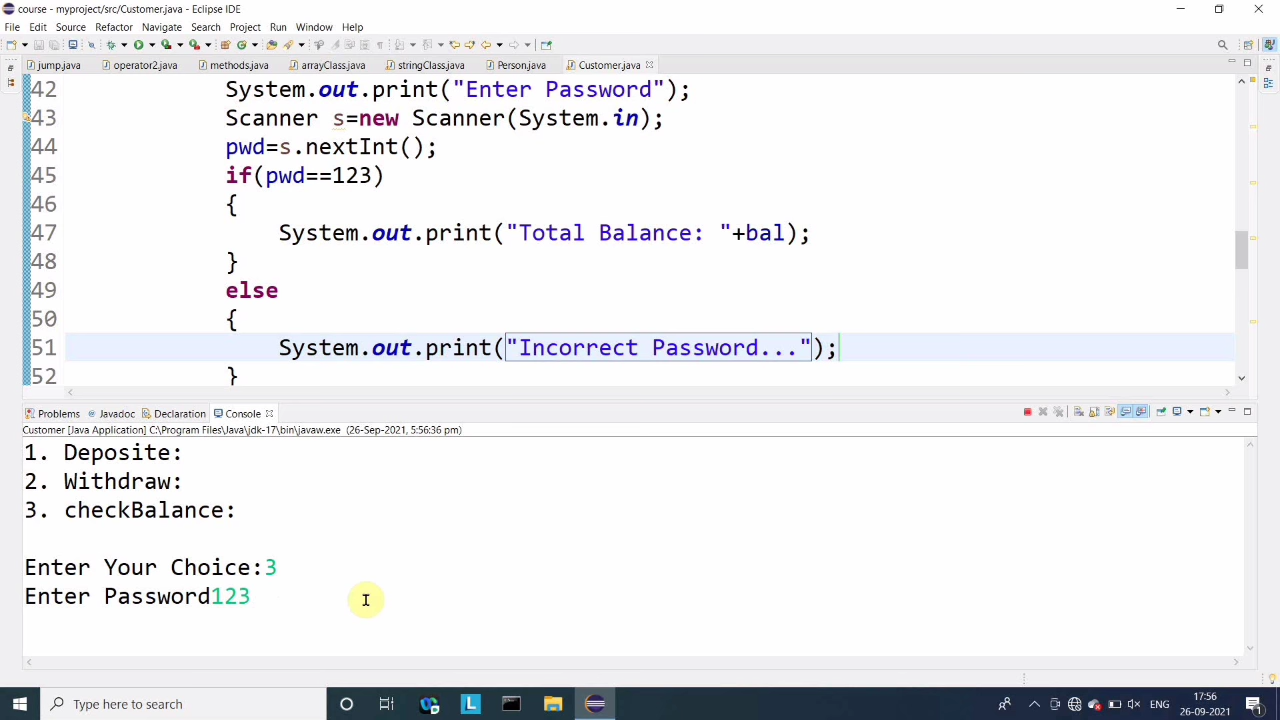 course - myproject/src/Customer.java - Eclipse IDE
File Edit Source Refactor Navigate Search Project Run Window Help
jump.java operator2.java methods.java arrayClass.java stringClass.java Person.java Customer.java
42 System.out.print("Enter Password");
43 Scanner s=new Scanner(System.in);
44 pwd=s.nextInt();
45 if(pwd==123)
46 {
47 System.out.print("Total Balance: "+bal);
48 }
49 else
50 {
51 System.out.print("Incorrect Password...");
52 }
Problems Javadoc Declaration Console
Customer [Java Application] C:\Program Files\Java\jdk-17\bin\javaw.exe (26-Sep-2021, 5:56:36 pm)
1. Deposite:
2. Withdraw:
3. checkBalance:
Enter Your Choice:3
Enter Password123
Type here to search
L
ENG
17:56
26-09-2021
1